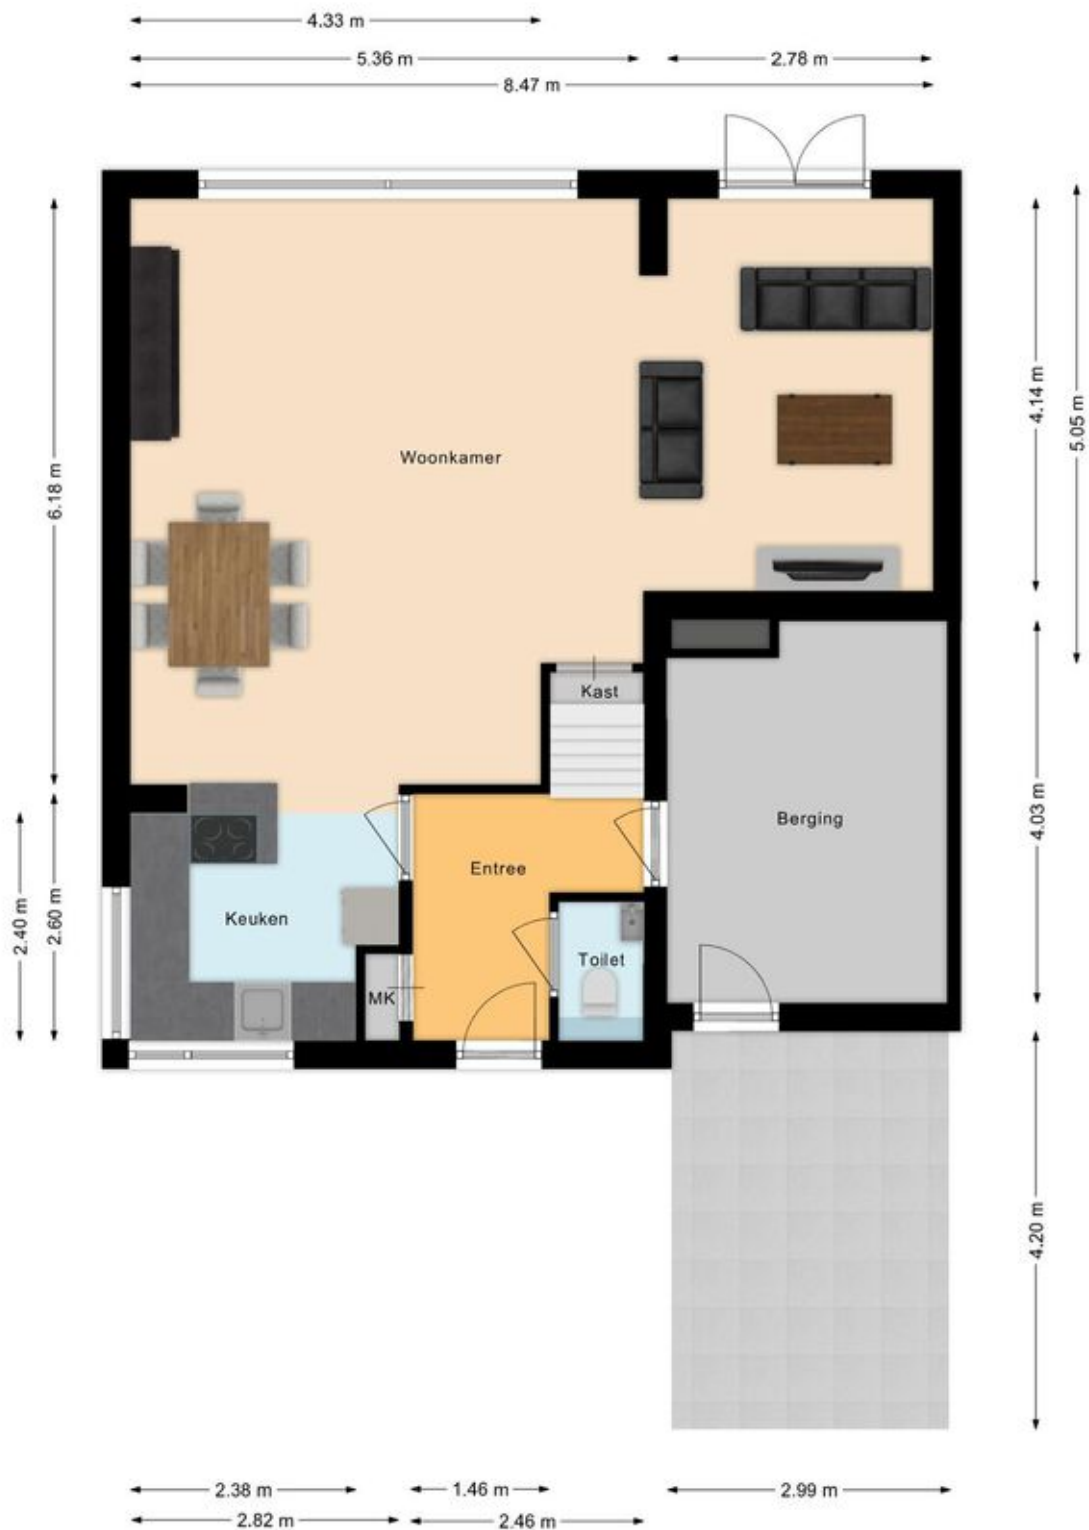 4.33 m
5.36 m
2.78 m
8.47 m
4.14 m
5.05 m
Woonkamer
6.18 m
Kast
Berging
4.03 m
Entree
Keuken
2.40 m
2.60 m
Toilet
MK
4.20 m
2.38 m
1.46 m
2.99 m
2.82 m
2.46 m